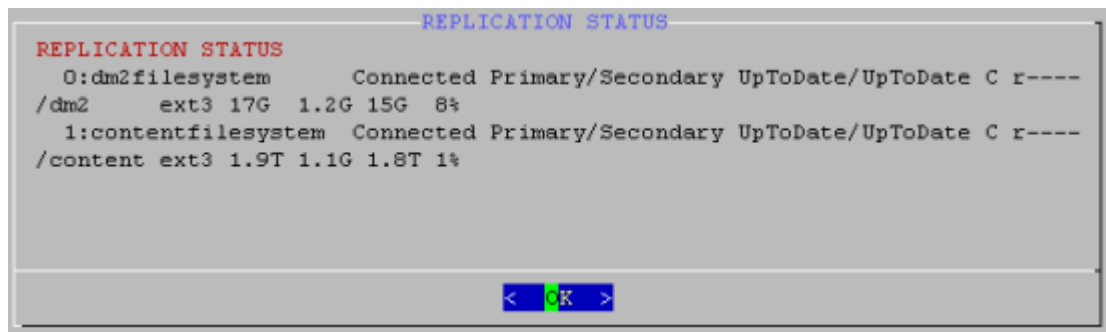 REPLICATION STATUS
REPLICATION STATUS
0:dm2filesystem Connected Primary/Secondary UpToDate/UpToDate C r----
/dm2 ext3 17G 1.2G 15G 8%
1:contentfilesystem Connected Primary/Secondary UpToDate/UpToDate C r----
/content ext3 1.9T 1.1G 1.8T 1%
< OK >